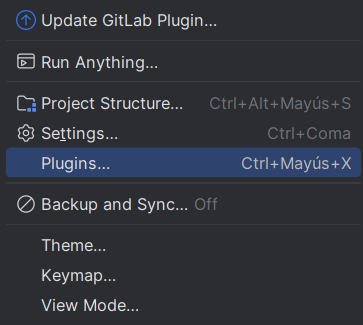 Update GitLab Plugin...
Run Anything...
Project Structure... Ctrl+Alt+Mayús+S
Settings... Ctrl+Coma
Plugins... Ctrl+Mayús+X
Backup and Sync... Off
Theme...
Keymap...
View Mode...